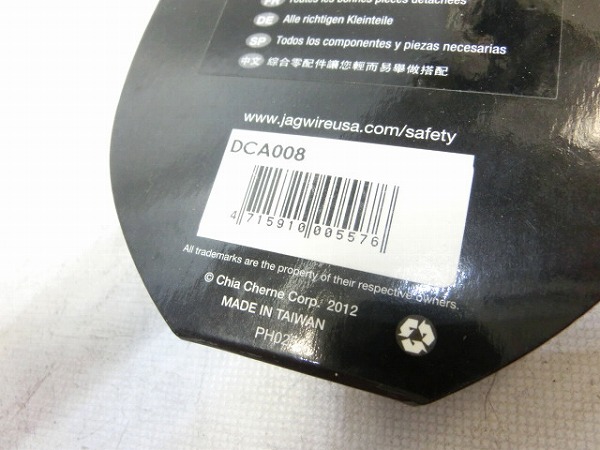 FR Toutes les bonnes pièces détachées
DE Alle richtigen Kleinteile
SP Todos los componentes y piezas necesarias
中文 綜合零配件讓您輕而易舉做搭配
www.jagwireusa.com/safety
DCA008
4 715910 005576
All trademarks are the property of their respective owners.
© Chia Cherne Corp. 2012
MADE IN TAIWAN